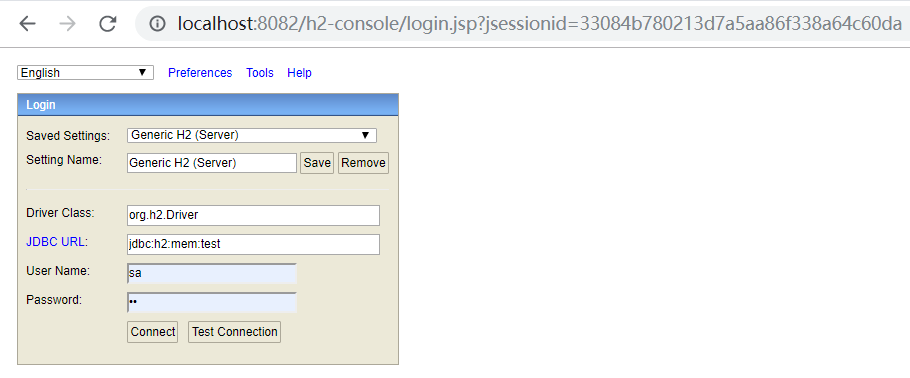 localhost:8082/h2-console/login.jsp?jsessionid=33084b780213d7a5aa86f338a64c60da
English Preferences Tools Help
Login
Saved Settings: Generic H2 (Server)
Setting Name: Generic H2 (Server) Save Remove
Driver Class: org.h2.Driver
JDBC URL: jdbc:h2:mem:test
User Name: sa
Password: ••
Connect Test Connection